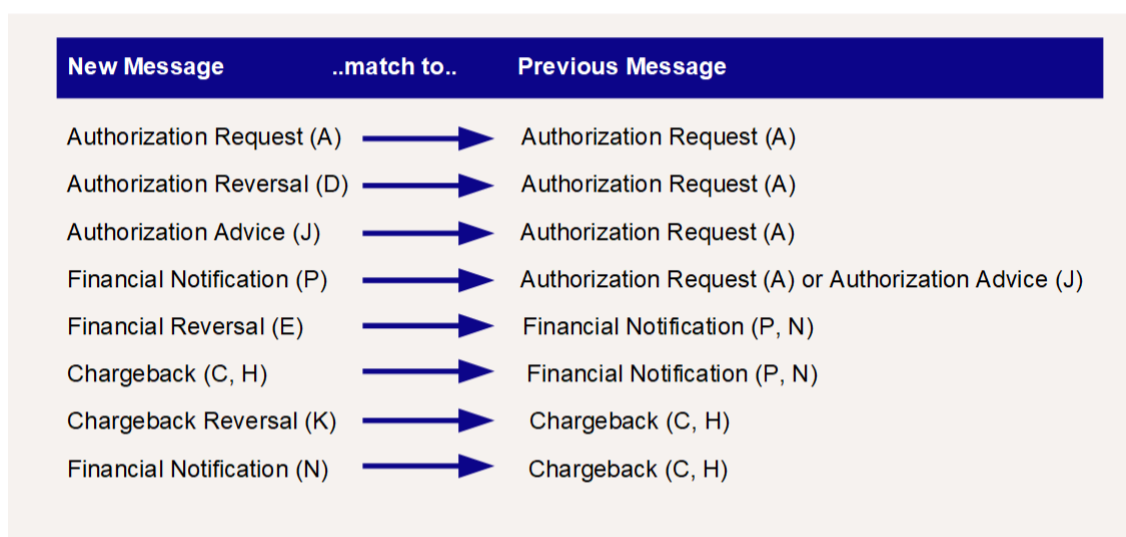 New Message ..match to.. Previous Message
Authorization Request (A) Authorization Request (A)
Authorization Reversal (D) Authorization Request (A)
Authorization Advice (J) Authorization Request (A)
Financial Notification (P) Authorization Request (A) or Authorization Advice (J)
Financial Reversal (E) Financial Notification (P, N)
Chargeback (C, H) Financial Notification (P, N)
Chargeback Reversal (K) Chargeback (C, H)
Financial Notification (N) Chargeback (C, H)